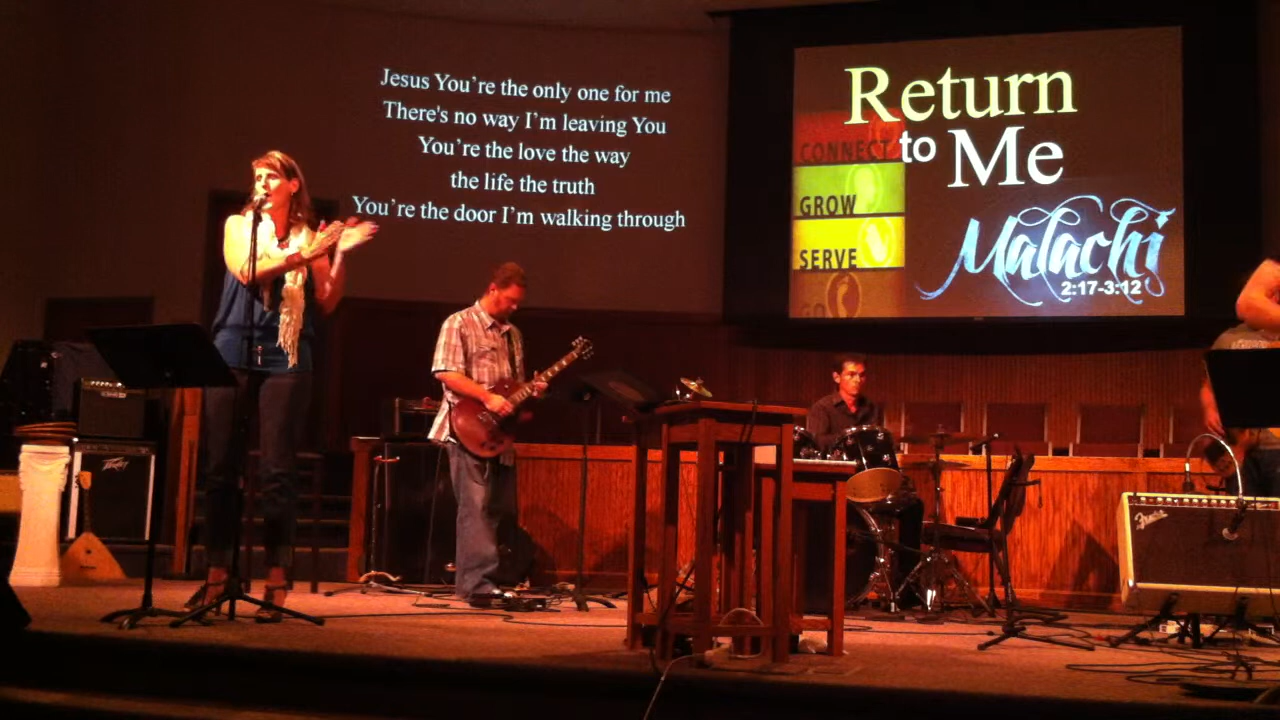 Jesus You're the only one for me
There's no way I'm leaving You
You're the love the way
the life the truth
You're the door I'm walking through
Return
to Me
CONNECT
GROW
SERVE
GO
Malachi
2:17-3:12
PEAVEY
Fender